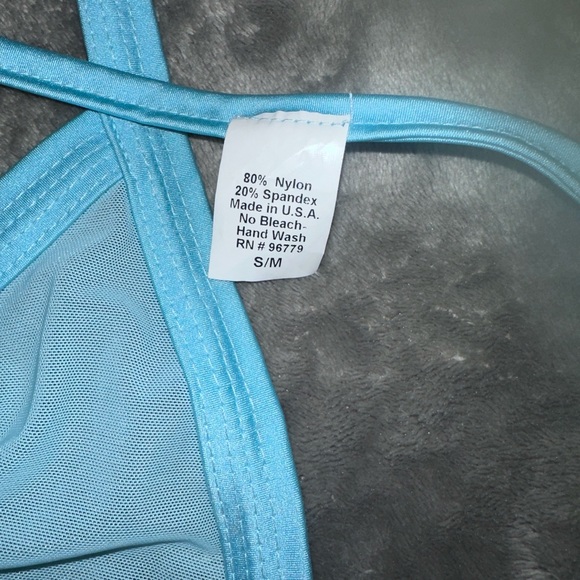 80% Nylon
20% Spandex
Made in U.S.A.
No Bleach-
Hand Wash
RN # 96779
S/M